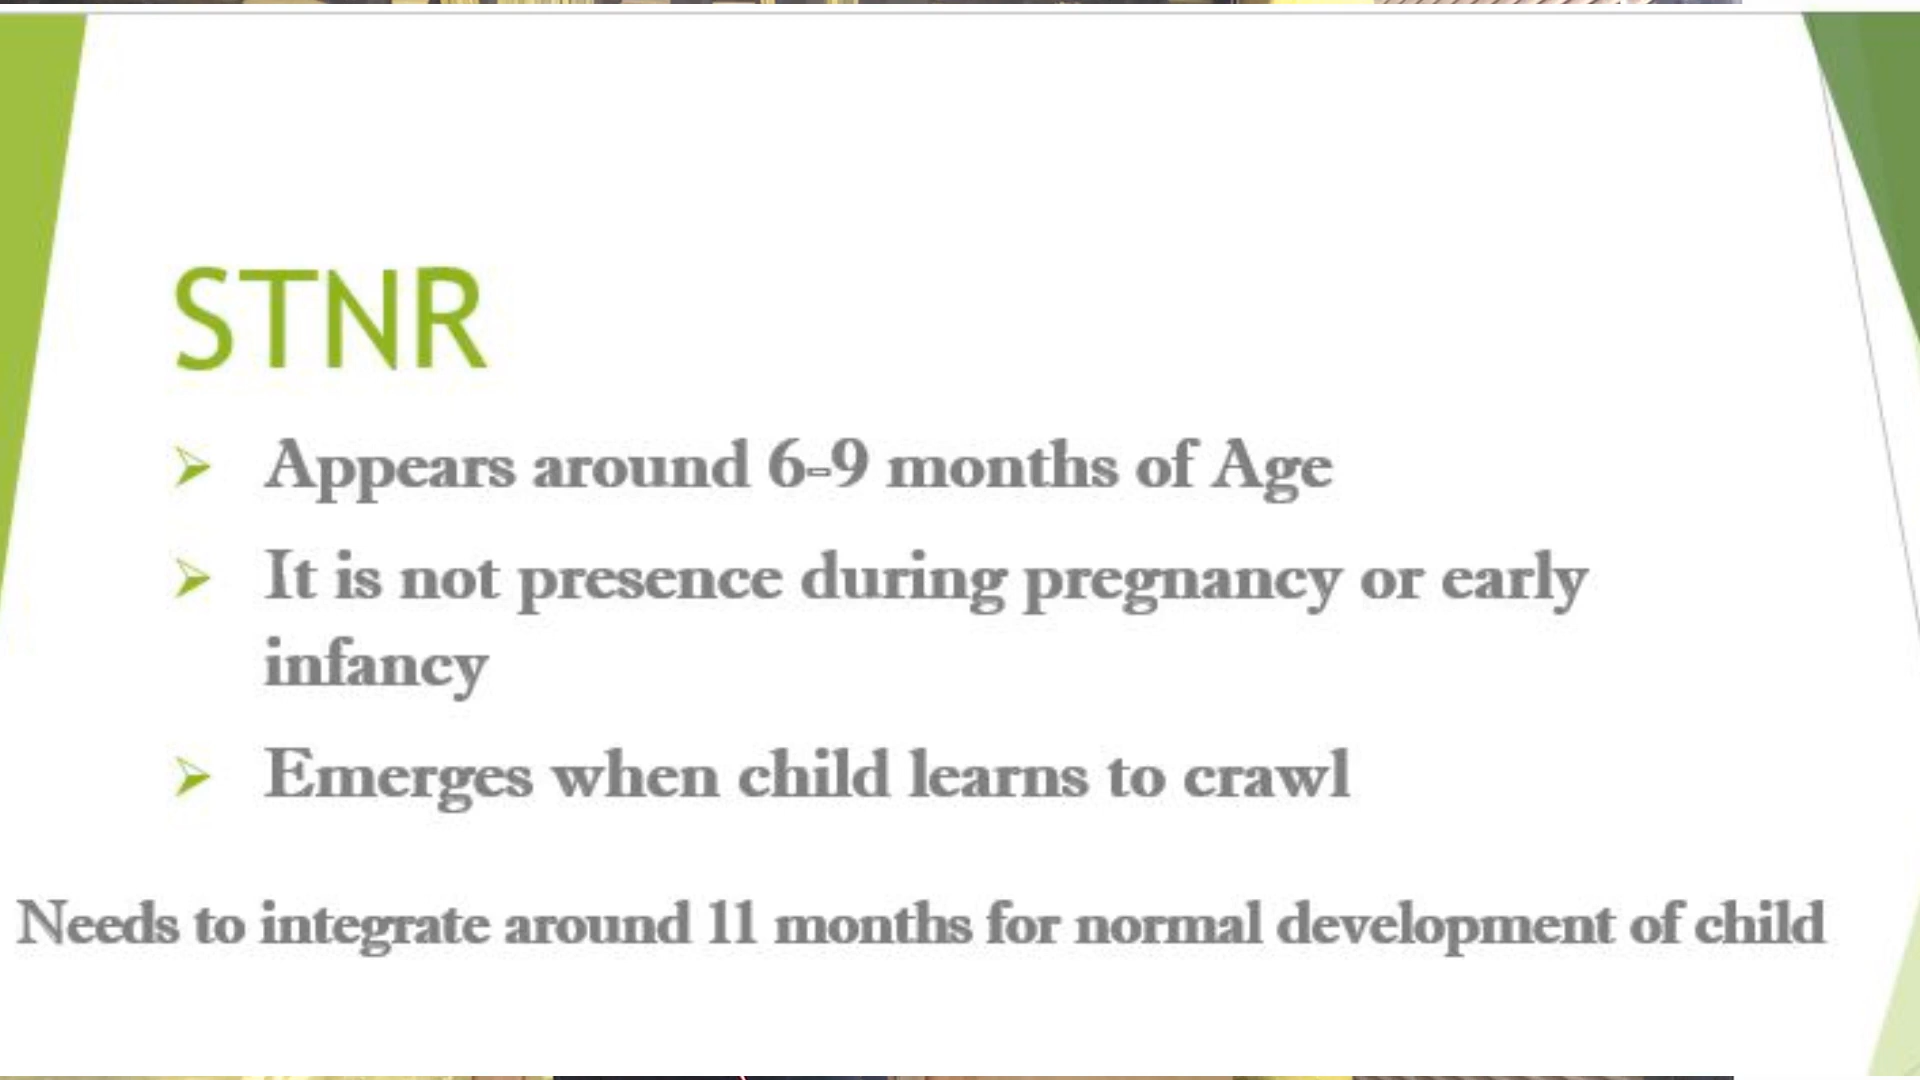 STNR
Appears around 6-9 months of Age
It is not presence during pregnancy or early
infancy
Emerges when child learns to crawl
Needs to integrate around 11 months for normal development of child